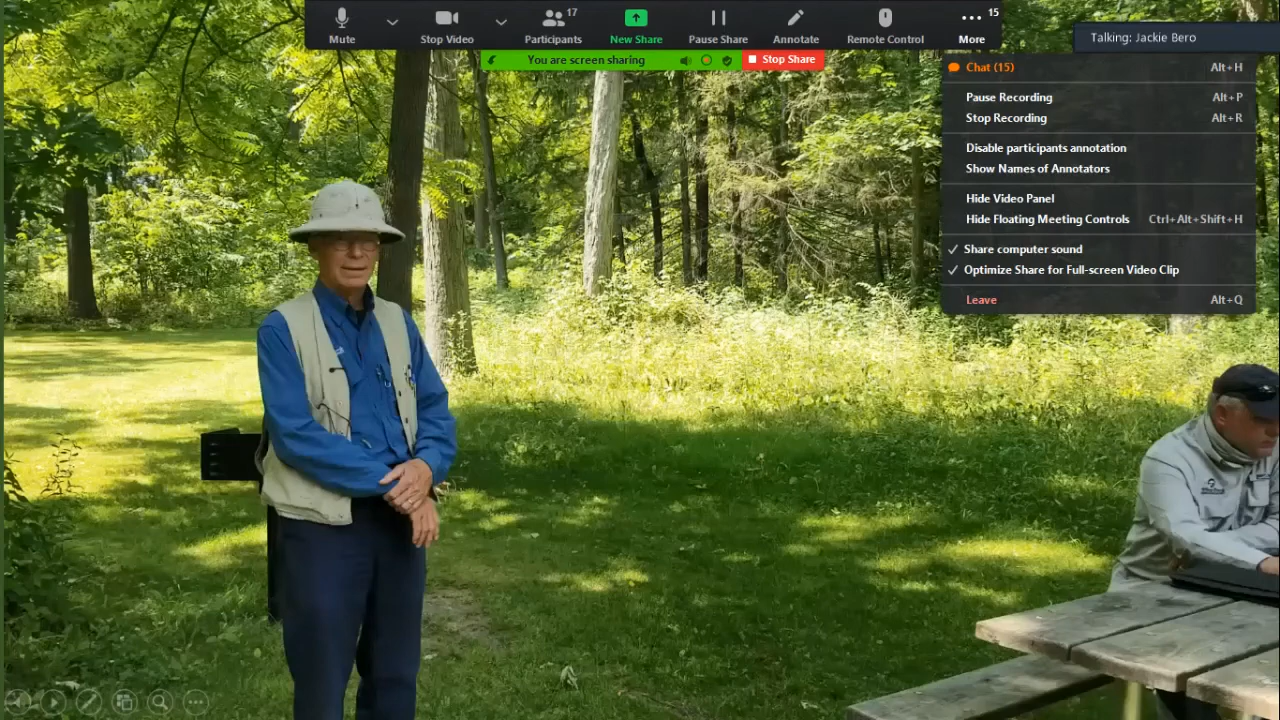 17
15
Mute
Stop Video
Participants
New Share
Pause Share
Annotate
Remote Control
More
Talking: Jackie Bero
You are screen sharing
Stop Share
Chat (15) Alt+H
Pause Recording Alt+P
Stop Recording Alt+R
Disable participants annotation
Show Names of Annotators
Hide Video Panel
Hide Floating Meeting Controls Ctrl+Alt+Shift+H
Share computer sound
Optimize Share for Full-screen Video Clip
Leave Alt+Q